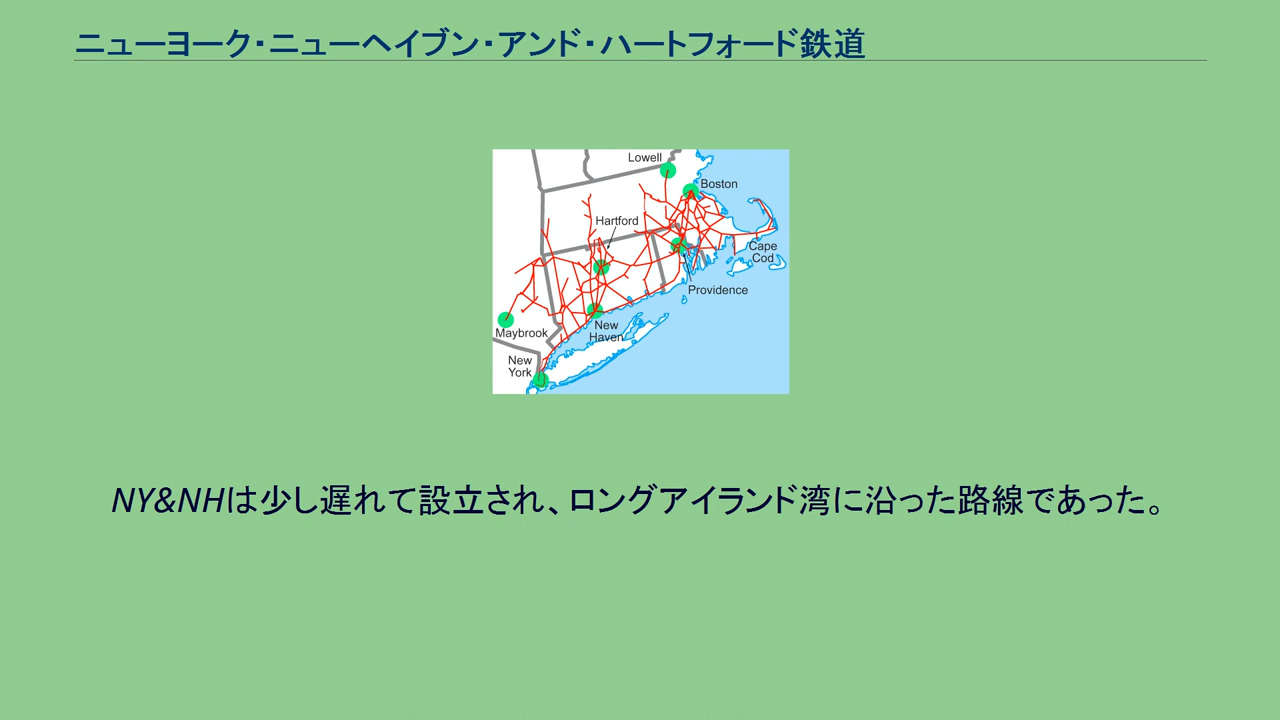 ニューヨーク・ニューヘイブン・アンド・ハートフォード鉄道
Lowell
Boston
Hartford
Cape
Cod
Providence
Maybrook
New
Haven
New
York
NY&NHは少し遅れて設立され、ロングアイランド湾に沿った路線であった。